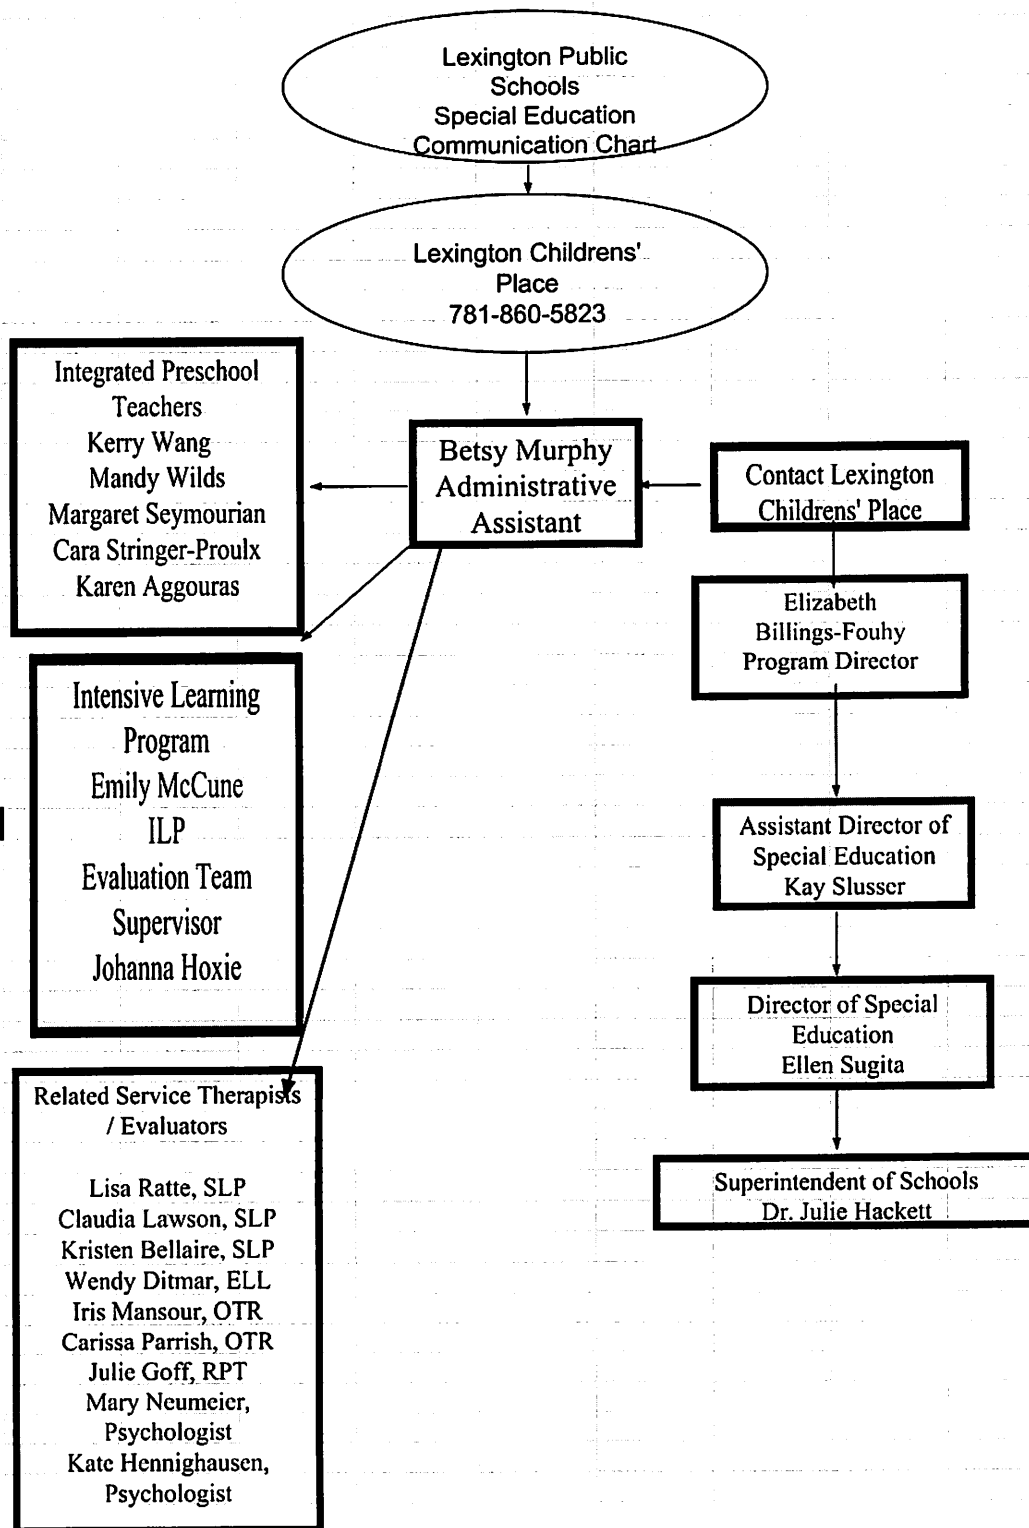 Lexington Public
Schools
Special Education
Communication Chart
Lexington Childrens'
Place
781-860-5823
Integrated Preschool
Teachers
Kerry Wang
Mandy Wilds
Margaret Seymourian
Cara Stringer-Proulx
Karen Aggouras
Betsy Murphy
Administrative
Assistant
Contact Lexington
Childrens' Place
Elizabeth
Billings-Fouhy
Program Director
Intensive Learning
Program
Emily McCune
ILP
Evaluation Team
Supervisor
Johanna Hoxie
Assistant Director of
Special Education
Kay Slusser
Director of Special
Education
Ellen Sugita
Superintendent of Schools
Dr. Julie Hackett
Related Service Therapists
/ Evaluators
Lisa Ratte, SLP
Claudia Lawson, SLP
Kristen Bellaire, SLP
Wendy Ditmar, ELL
Iris Mansour, OTR
Carissa Parrish, OTR
Julie Goff, RPT
Mary Neumeier,
Psychologist
Kate Hennighausen,
Psychologist